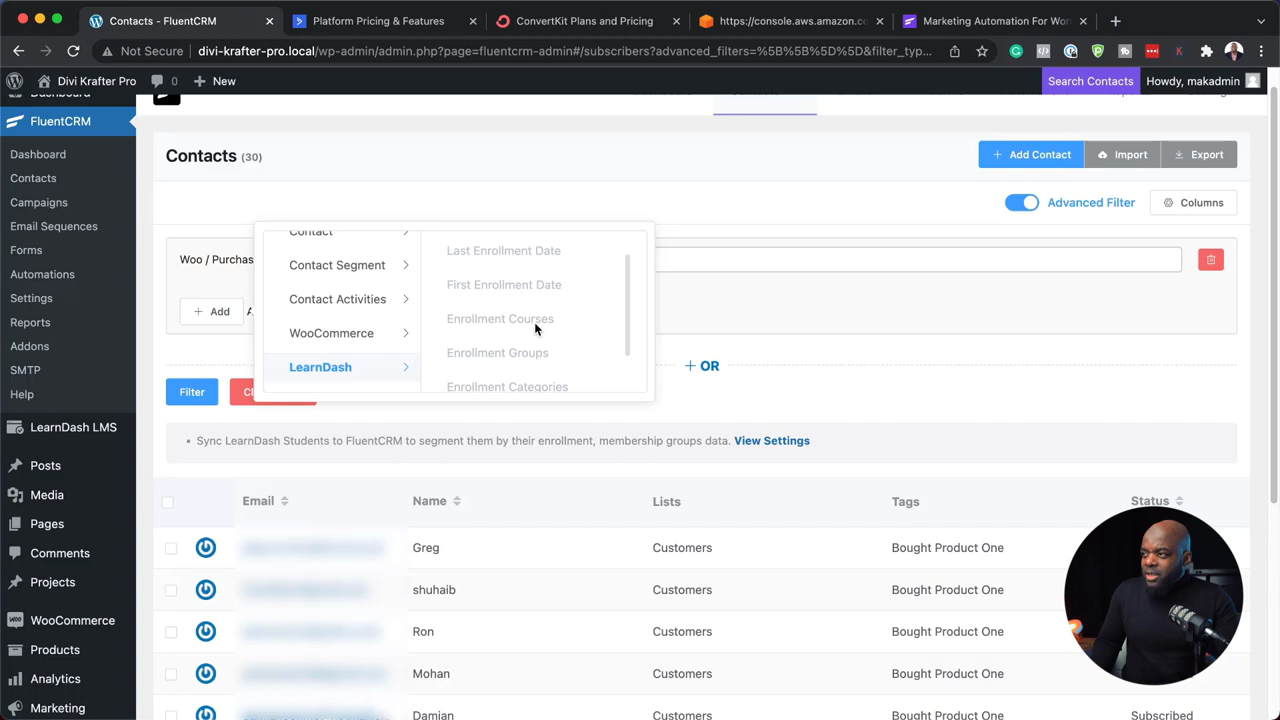 Contacts - FluentCRM
Platform Pricing & Features
ConvertKit Plans and Pricing
https://console.aws.amazon.co
Marketing Automation For Wor
Not Secure
divi-krafter-pro.local/wp-admin/admin.php?page=fluentcrm-admin#/subscribers?advanced_filters=%5B%5B%5D%5D&filter_typ...
Divi Krafter Pro
0
New
Search Contacts
Howdy, makadmin
Dashboard
FluentCRM
Dashboard
Contacts
Campaigns
Email Sequences
Forms
Automations
Settings
Reports
Addons
SMTP
Help
LearnDash LMS
Posts
Media
Pages
Comments
Projects
WooCommerce
Products
Analytics
Marketing
Contacts (30)
Add Contact
Import
Export
Advanced Filter
Columns
Woo / Purchas
Add
Contact
Contact Segment
Contact Activities
WooCommerce
LearnDash
Last Enrollment Date
First Enrollment Date
Enrollment Courses
Enrollment Groups
Enrollment Categories
+ OR
Filter
Sync LearnDash Students to FluentCRM to segment them by their enrollment, membership groups data. View Settings
Email Name Lists Tags Status
Greg Customers Bought Product One
shuhaib Customers Bought Product One
Ron Customers Bought Product One
Mohan Customers Bought Product One
Damian Customers Bought Product One Subscribed